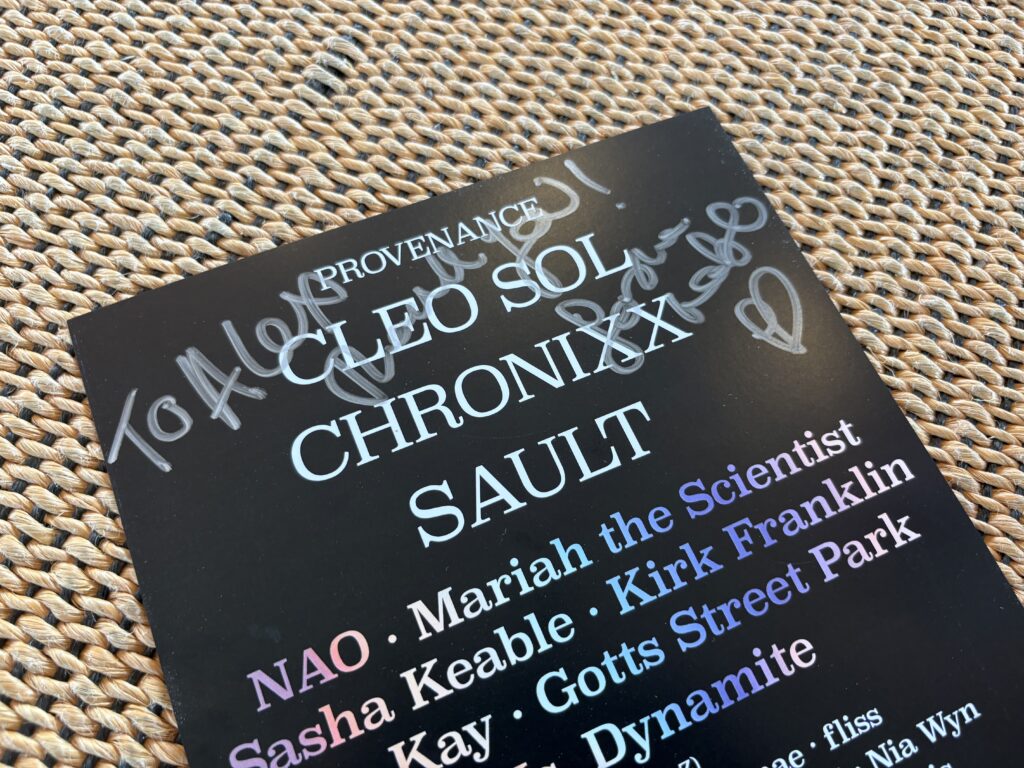 PROVENANCE
CLEO SOL
CHRONIXX
SAULT
NAO · Mariah the Scientist
Sasha Keable · Kirk Franklin
Kay · Gotts Street Park
Dynamite
· fliss
Nia Wyn
To Alex